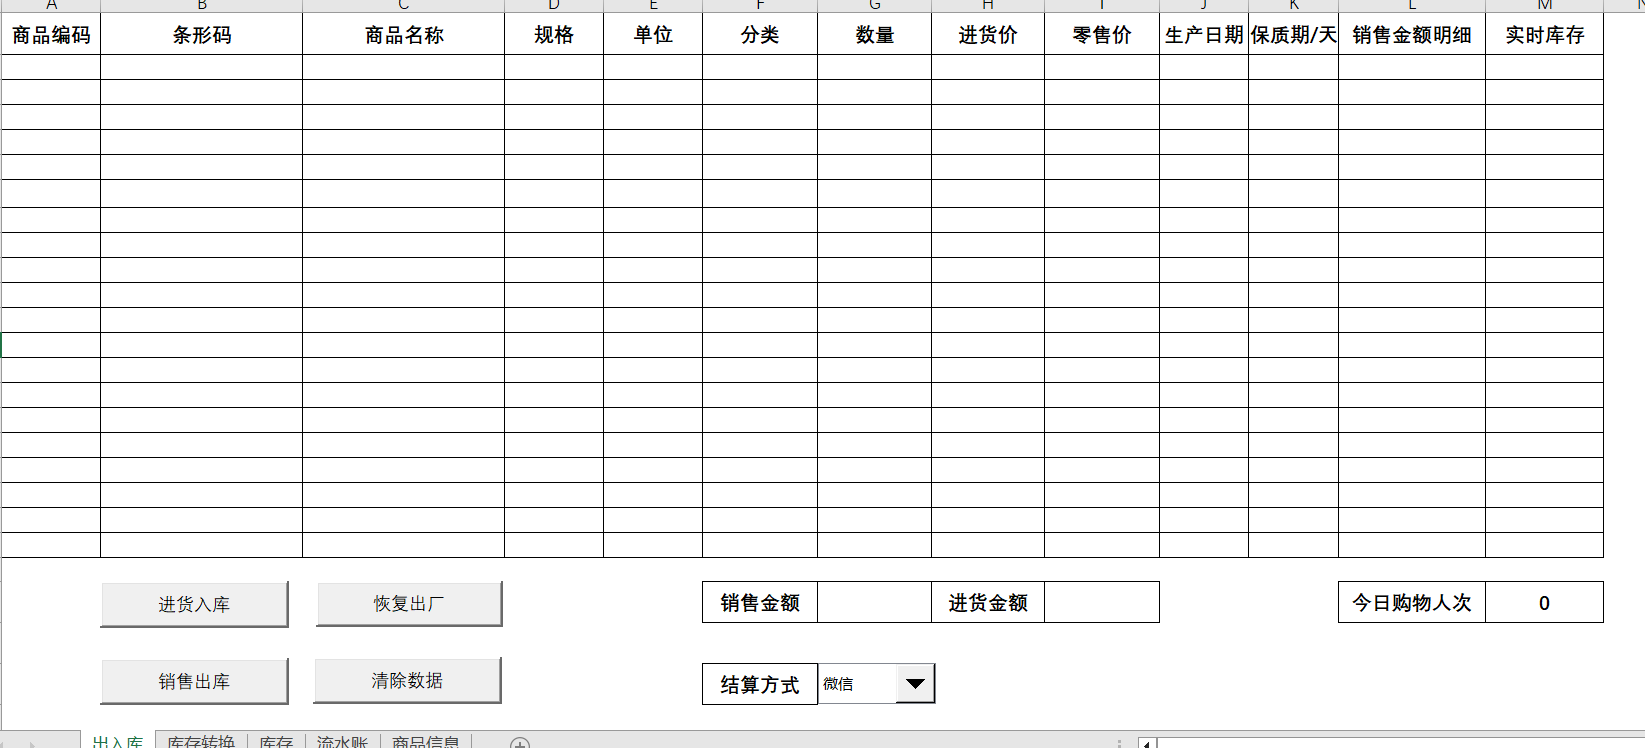 A B C D E F G H I J K L M
商品编码 条形码 商品名称 规格 单位 分类 数量 进货价 零售价 生产日期 保质期/天 销售金额明细 实时库存
进货入库 恢复出厂 销售金额 进货金额 今日购物人次 0
销售出库 清除数据 结算方式 微信
出入库 库存转换 库存 流水账 商品信息